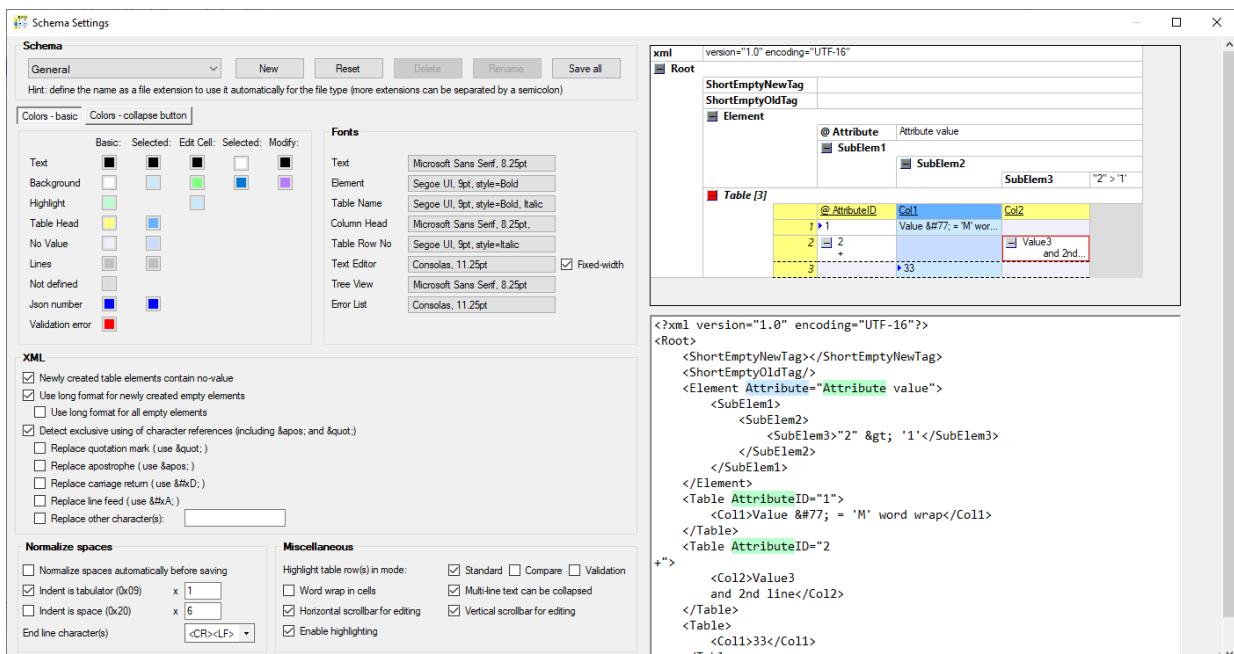 Schema Settings
Schema
General
New
Reset
Delete
Rename
Save all
Hint: define the name as a file extension to use it automatically for the file type (more extensions can be separated by a semicolon)
Colors - basic
Colors - collapse button
Basic: Selected: Edit Cell: Selected: Modify:
Text
Background
Highlight
Table Head
No Value
Lines
Not defined
Json number
Validation error
Fonts
Text Microsoft Sans Serif, 8.25pt
Element Segoe UI, 9pt, style=Bold
Table Name Segoe UI, 9pt, style=Bold, Italic
Column Head Microsoft Sans Serif, 8.25pt,
Table Row No Segoe UI, 9pt, style=Italic
Text Editor Consolas, 11.25pt Fixed-width
Tree View Microsoft Sans Serif, 8.25pt
Error List Consolas, 11.25pt
XML
Newly created table elements contain no-value
Use long format for newly created empty elements
Use long format for all empty elements
Detect exclusive using of character references (including &apos; and &quot;)
Replace quotation mark ( use &quot; )
Replace apostrophe ( use &apos; )
Replace carriage return ( use &#xD; )
Replace line feed ( use &#xA; )
Replace other character(s):
Normalize spaces
Normalize spaces automatically before saving
Indent is tabulator (0x09) x 1
Indent is space (0x20) x 6
End line character(s) <CR><LF>
Miscellaneous
Highlight table row(s) in mode: Standard Compare Validation
Word wrap in cells Multi-line text can be collapsed
Horizontal scrollbar for editing Vertical scrollbar for editing
Enable highlighting
xml version="1.0" encoding="UTF-16"
Root
ShortEmptyNewTag
ShortEmptyOldTag
Element
@ Attribute Attribute value
SubElem1
SubElem2
SubElem3 "2" > '1'
Table [3]
@ AttributeID Col1 Col2
1 1 Value &#77; = 'M' wor...
2 2 Value3
+ and 2nd...
3 33
<?xml version="1.0" encoding="UTF-16"?>
<Root>
<ShortEmptyNewTag></ShortEmptyNewTag>
<ShortEmptyOldTag/>
<Element Attribute="Attribute value">
<SubElem1>
<SubElem2>
<SubElem3>"2" &gt; '1'</SubElem3>
</SubElem2>
</SubElem1>
</Element>
<Table AttributeID="1">
<Col1>Value &#77; = 'M' word wrap</Col1>
</Table>
<Table AttributeID="2
+">
<Col2>Value3
and 2nd line</Col2>
</Table>
<Table>
<Col1>33</Col1>